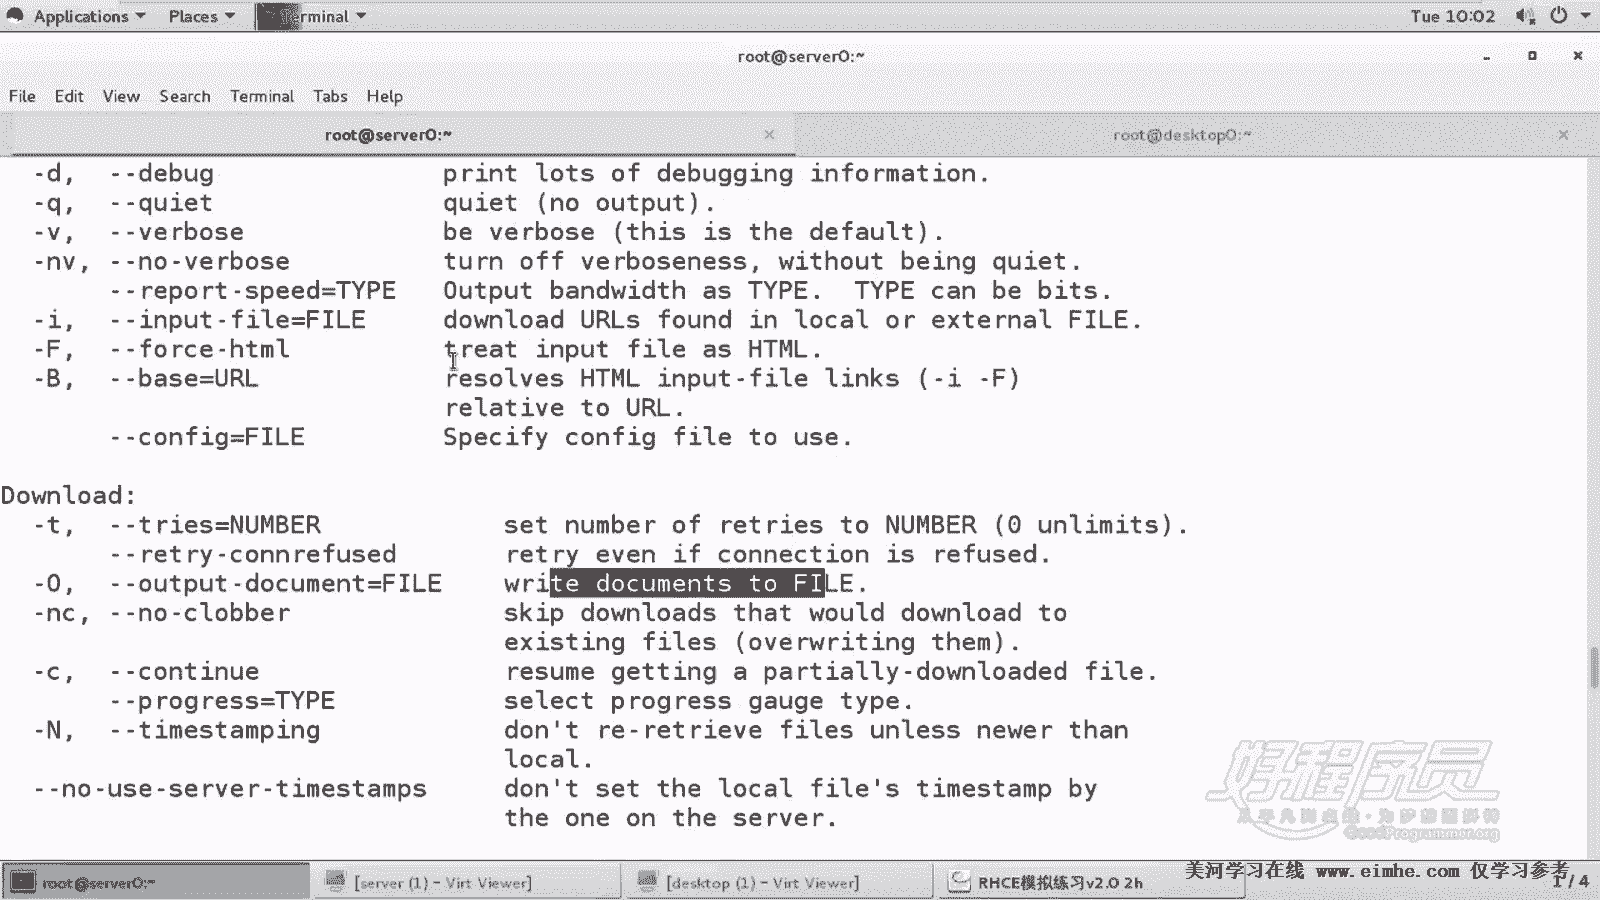 Applications Places Terminal Tue 10:02
root@server0:~
File Edit View Search Terminal Tabs Help
root@server0:~ root@desktop0:~
-d, --debug print lots of debugging information.
-q, --quiet quiet (no output).
-v, --verbose be verbose (this is the default).
-nv, --no-verbose turn off verboseness, without being quiet.
--report-speed=TYPE Output bandwidth as TYPE. TYPE can be bits.
-i, --input-file=FILE download URLs found in local or external FILE.
-F, --force-html treat input file as HTML.
-B, --base=URL resolves HTML input-file links (-i -F)
relative to URL.
--config=FILE Specify config file to use.
Download:
-t, --tries=NUMBER set number of retries to NUMBER (0 unlimits).
--retry-connrefused retry even if connection is refused.
-O, --output-document=FILE write documents to FILE.
-nc, --no-clobber skip downloads that would download to
existing files (overwriting them).
-c, --continue resume getting a partially-downloaded file.
--progress=TYPE select progress gauge type.
-N, --timestamping don't re-retrieve files unless newer than
local.
--no-use-server-timestamps don't set the local file's timestamp by
the one on the server.
好程序员
GoodProgrammer.org
root@server0:~ [server (1) – Virt Viewer] [desktop (1) – Virt Viewer] RHCE模拟练习v2.0 2h 美河学习在线 www.eimhe.com 仅学习参考 1 / 4